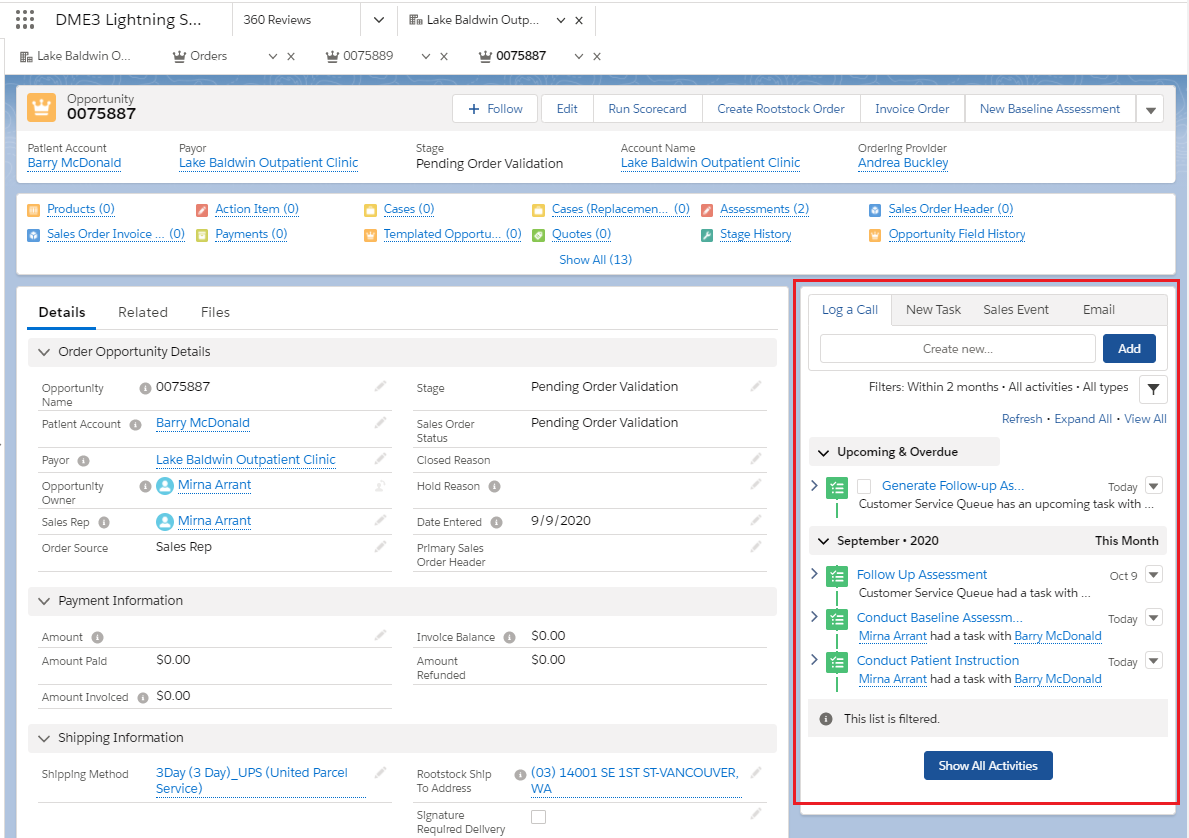 DME3 Lightning S...
360 Reviews
Lake Baldwin Outp...
Lake Baldwin O...
Orders
0075889
0075887
Opportunity
0075887
+ Follow
Edit
Run Scorecard
Create Rootstock Order
Invoice Order
New Baseline Assessment
Patient Account
Barry McDonald
Payor
Lake Baldwin Outpatient Clinic
Stage
Pending Order Validation
Account Name
Lake Baldwin Outpatient Clinic
Ordering Provider
Andrea Buckley
Products (0)
Action Item (0)
Cases (0)
Cases (Replacemen... (0)
Assessments (2)
Sales Order Header (0)
Sales Order Invoice ... (0)
Payments (0)
Templated Opportu... (0)
Quotes (0)
Stage History
Opportunity Field History
Show All (13)
Details
Related
Files
Order Opportunity Details
Opportunity
Name
0075887
Stage
Pending Order Validation
Patient Account
Barry McDonald
Sales Order
Status
Pending Order Validation
Payor
Lake Baldwin Outpatient Clinic
Closed Reason
Opportunity
Owner
Mirna Arrant
Hold Reason
Sales Rep
Mirna Arrant
Date Entered
9/9/2020
Order Source
Sales Rep
Primary Sales
Order Header
Payment Information
Amount
Invoice Balance
$0.00
Amount Paid
$0.00
Amount
Refunded
$0.00
Amount Invoiced
$0.00
Shipping Information
Shipping Method
3Day (3 Day)_UPS (United Parcel
Service)
Rootstock Ship
To Address
(03) 14001 SE 1ST ST-VANCOUVER,
WA
Signature
Required Delivery
Log a Call
New Task
Sales Event
Email
Create new...
Add
Filters: Within 2 months • All activities • All types
Refresh • Expand All • View All
Upcoming & Overdue
Generate Follow-up As...
Today
Customer Service Queue has an upcoming task with ...
September • 2020
This Month
Follow Up Assessment
Oct 9
Customer Service Queue had a task with ...
Conduct Baseline Assessm...
Today
Mirna Arrant had a task with Barry McDonald
Conduct Patient Instruction
Today
Mirna Arrant had a task with Barry McDonald
This list is filtered.
Show All Activities